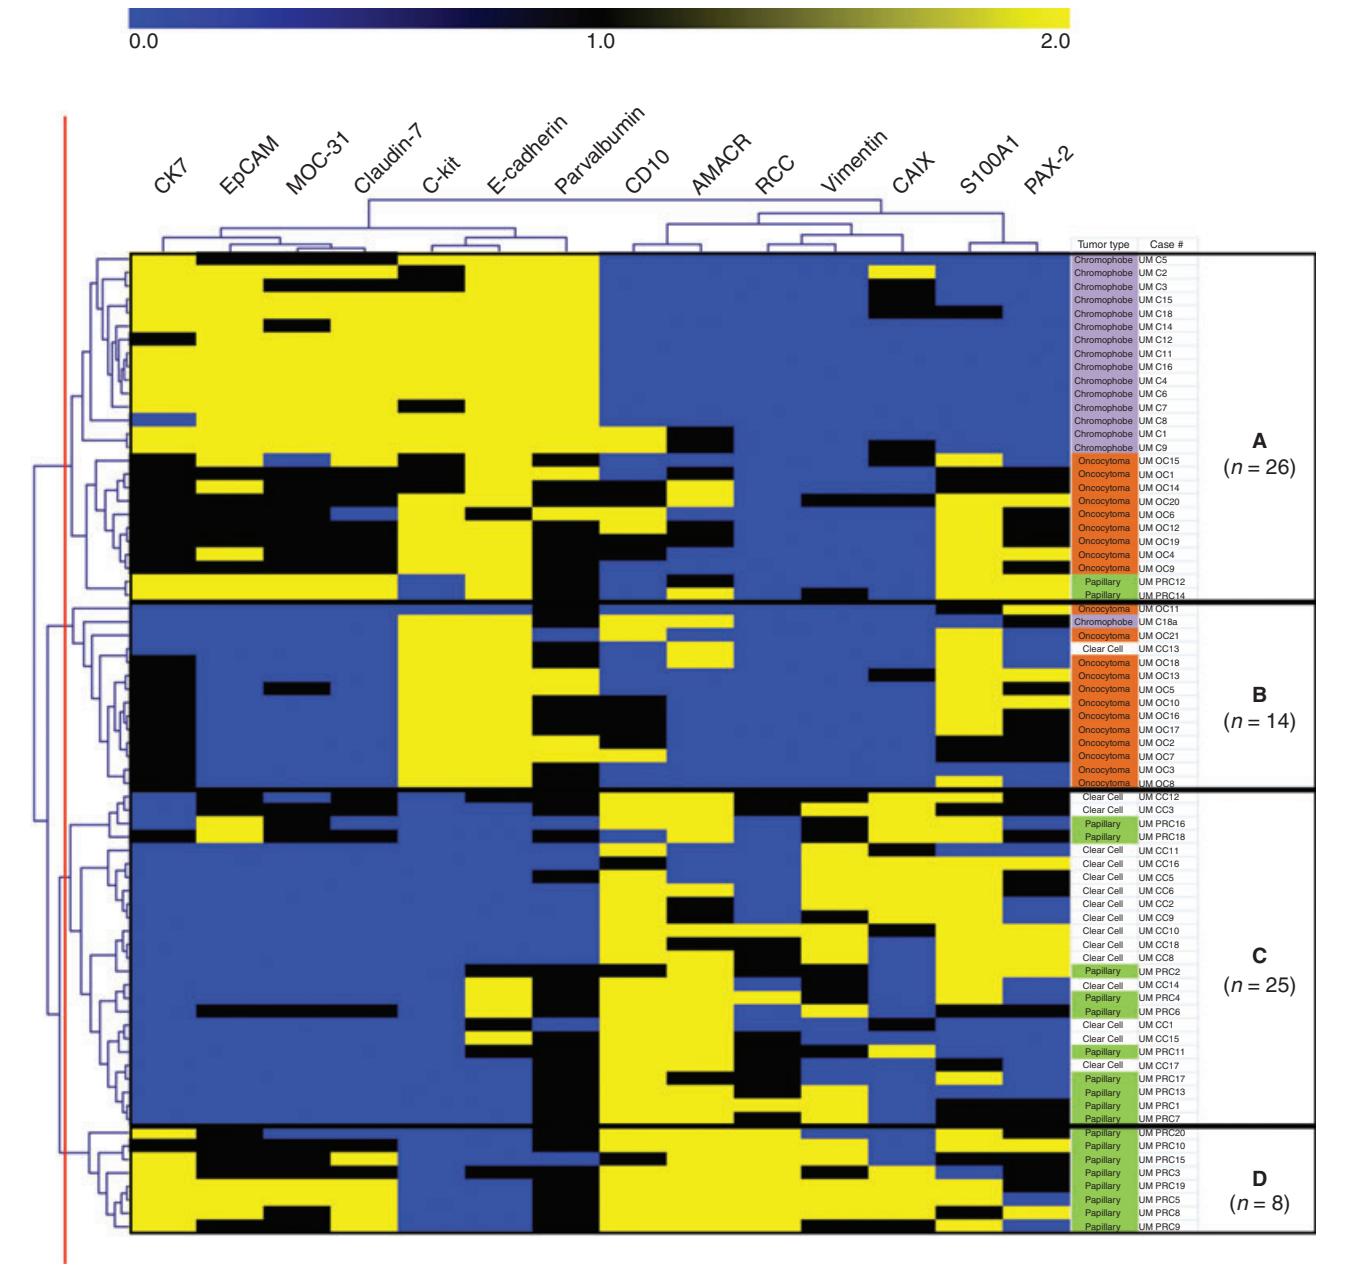 0.0 1.0 2.0
CK7 EpCAM MOC-31 Claudin-7 C-kit E-cadherin Parvalbumin CD10 AMACR RCC Vimentin CAIX S100A1 PAX-2
Tumor type Case #
Chromophobe UM C5
Chromophobe UM C2
Chromophobe UM C3
Chromophobe UM C15
Chromophobe UM C18
Chromophobe UM C14
Chromophobe UM C12
Chromophobe UM C11
Chromophobe UM C16
Chromophobe UM C4
Chromophobe UM C6
Chromophobe UM C7
Chromophobe UM C8
Chromophobe UM C1
A
Chromophobe UM C9
Oncocytoma UM OC15
(n = 26)
Oncocytoma UM OC1
Oncocytoma UM OC14
Oncocytoma UM OC20
Oncocytoma UM OC6
Oncocytoma UM OC12
Oncocytoma UM OC19
Oncocytoma UM OC4
Oncocytoma UM OC9
Papillary UM PRC12
Papillary UM PRC14
Oncocytoma UM OC11
Chromophobe UM C18a
Oncocytoma UM OC21
Clear Cell UM CC13
Oncocytoma UM OC18
Oncocytoma UM OC13
Oncocytoma UM OC5
B
Oncocytoma UM OC10
Oncocytoma UM OC16
(n = 14)
Oncocytoma UM OC17
Oncocytoma UM OC2
Oncocytoma UM OC7
Oncocytoma UM OC3
Oncocytoma UM OC8
Clear Cell UM CC12
Clear Cell UM CC3
Papillary UM PRC16
Papillary UM PRC18
Clear Cell UM CC11
Clear Cell UM CC16
Clear Cell UM CC5
Clear Cell UM CC6
Clear Cell UM CC2
Clear Cell UM CC9
Clear Cell UM CC10
Clear Cell UM CC18
C
Clear Cell UM CC8
Papillary UM PRC2
Clear Cell UM CC14
(n = 25)
Papillary UM PRC4
Papillary UM PRC6
Clear Cell UM CC1
Clear Cell UM CC15
Papillary UM PRC11
Clear Cell UM CC17
Papillary UM PRC17
Papillary UM PRC13
Papillary UM PRC1
Papillary UM PRC7
Papillary UM PRC20
Papillary UM PRC10
Papillary UM PRC15
Papillary UM PRC3
D
Papillary UM PRC19
Papillary UM PRC5
(n = 8)
Papillary UM PRC8
Papillary UM PRC9